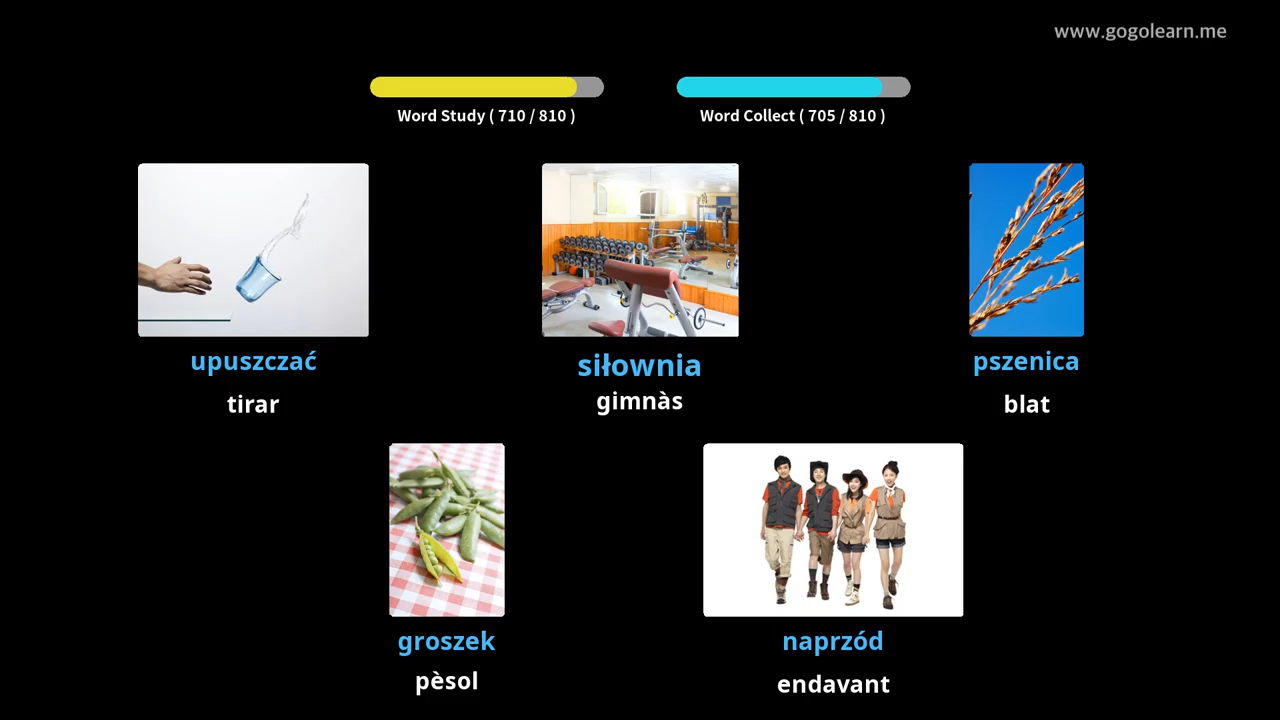 www.gogolearn.me
Word Study ( 710 / 810 )
Word Collect ( 705 / 810 )
upuszczać
tirar
siłownia
gimnàs
pszenica
blat
groszek
pèsol
naprzód
endavant